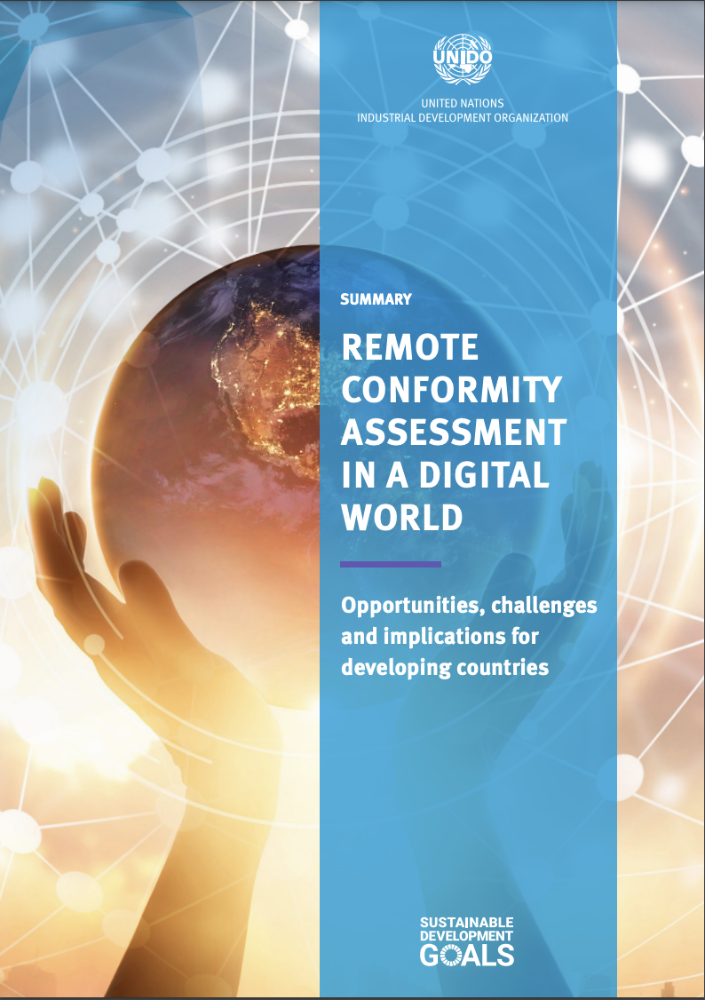 UNIDO
UNITED NATIONS
INDUSTRIAL DEVELOPMENT ORGANIZATION
SUMMARY
REMOTE
CONFORMITY
ASSESSMENT
IN A DIGITAL
WORLD
Opportunities, challenges
and implications for
developing countries
SUSTAINABLE
DEVELOPMENT
GOALS